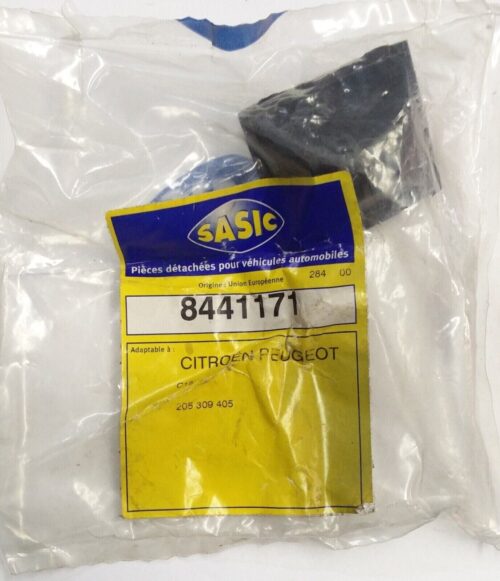 SASIC
Pièces détachées pour véhicules automobiles
Origine : Union Européenne
284 00
8441171
Adaptable à :
CITROEN PEUGEOT
205 309 405